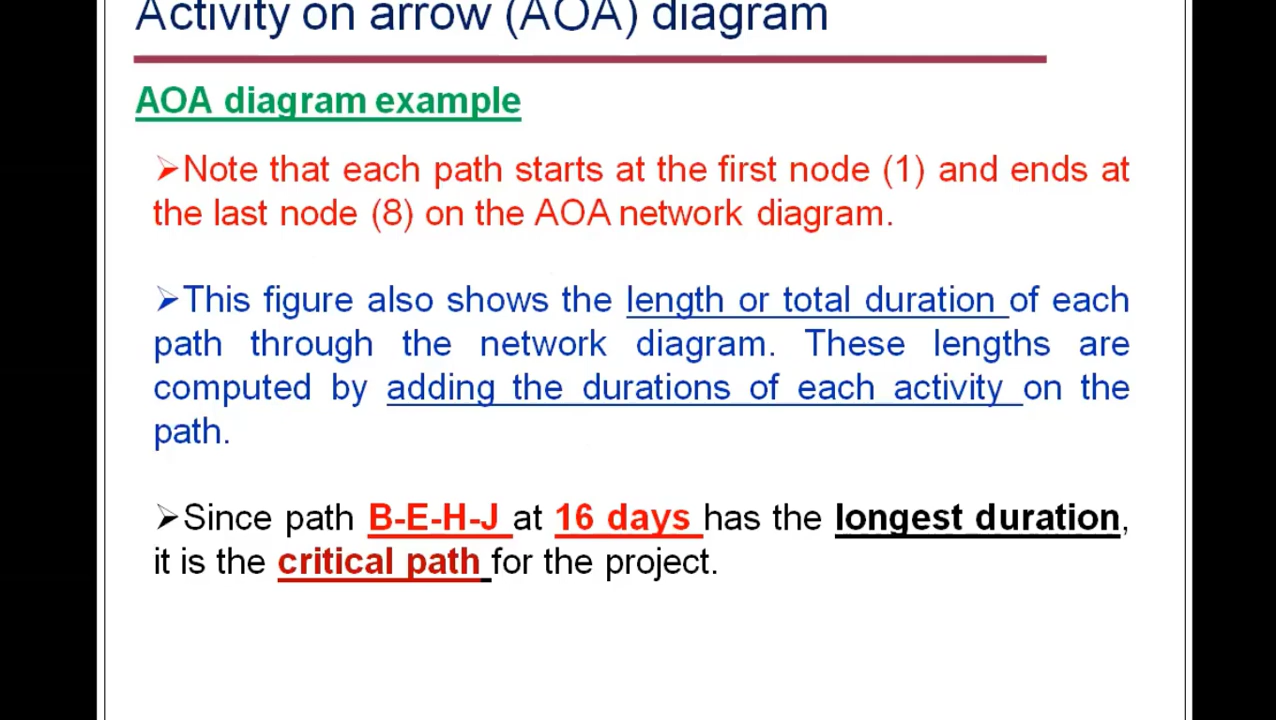 Activity on arrow (AOA) diagram
AOA diagram example
➢Note that each path starts at the first node (1) and ends at
the last node (8) on the AOA network diagram.
➢This figure also shows the length or total duration of each
path through the network diagram. These lengths are
computed by adding the durations of each activity on the
path.
➢Since path B-E-H-J at 16 days has the longest duration,
it is the critical path for the project.